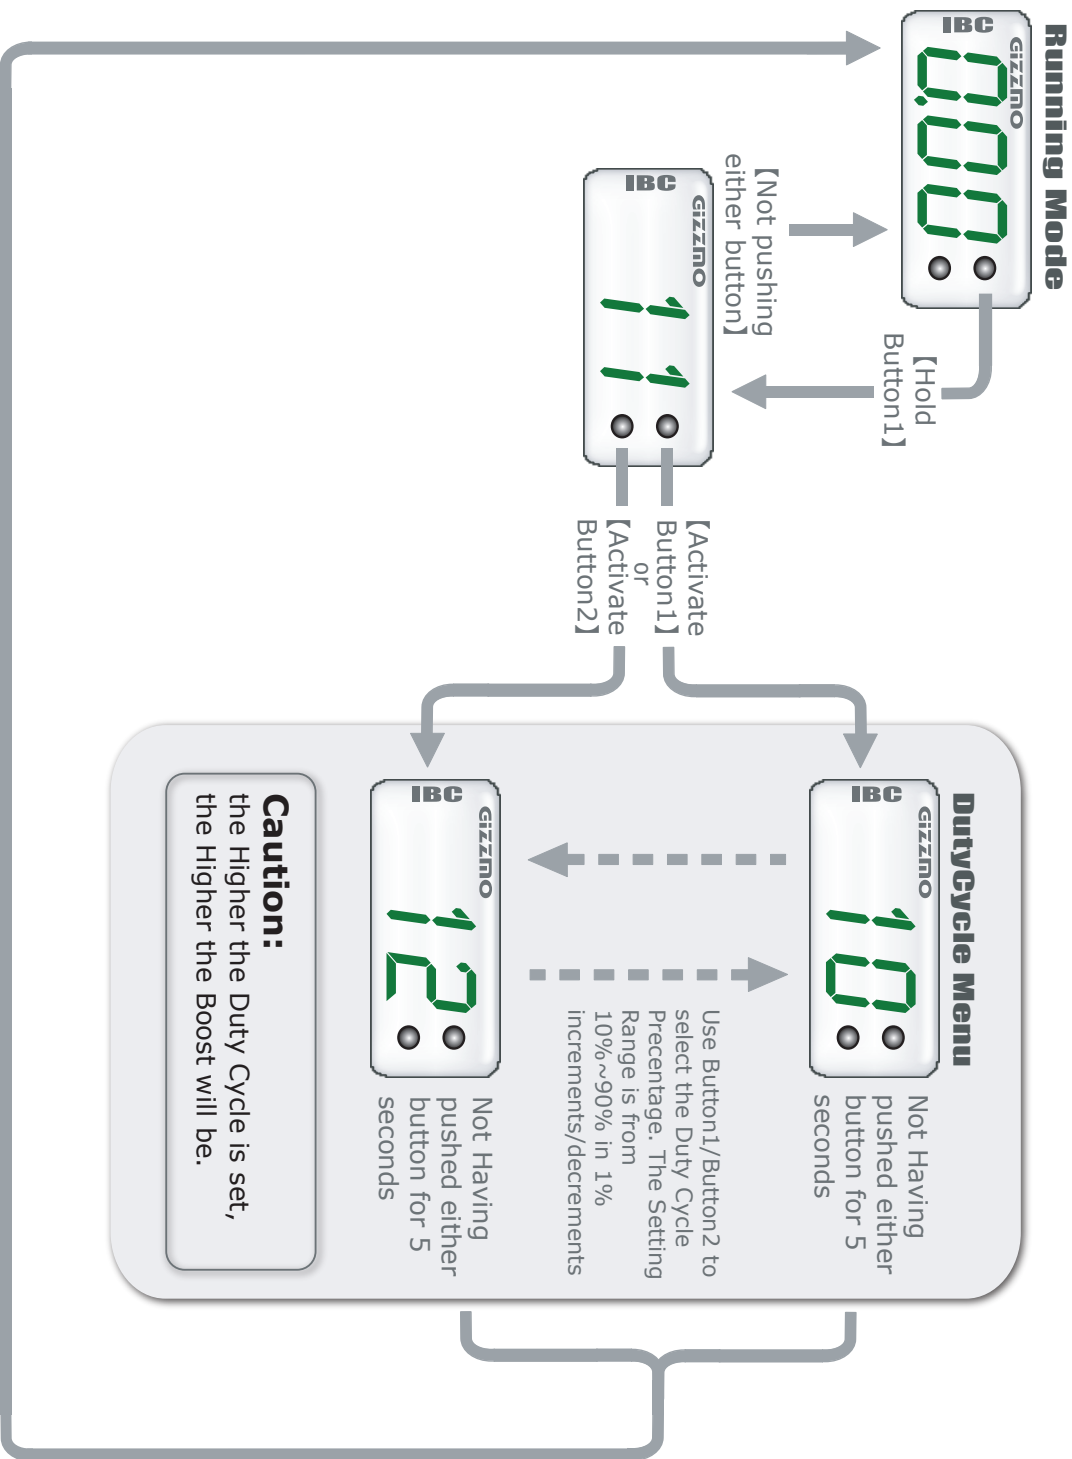 Running Mode
Gizzmo
IBC
0.00
【Hold
Button1】
【Not pushing
either button】
Gizzmo
IBC
11
【Activate
Button1】
or
【Activate
Button2】
DutyCycle Menu
Gizzmo
IBC
10
Not Having
pushed either
button for 5
seconds
Use Button1/Button2 to
select the Duty Cycle
Precentage. The Setting
Range is from
10%~90% in 1%
increments/decrements
Gizzmo
IBC
12
Not Having
pushed either
button for 5
seconds
Caution:
the Higher the Duty Cycle is set,
the Higher the Boost will be.